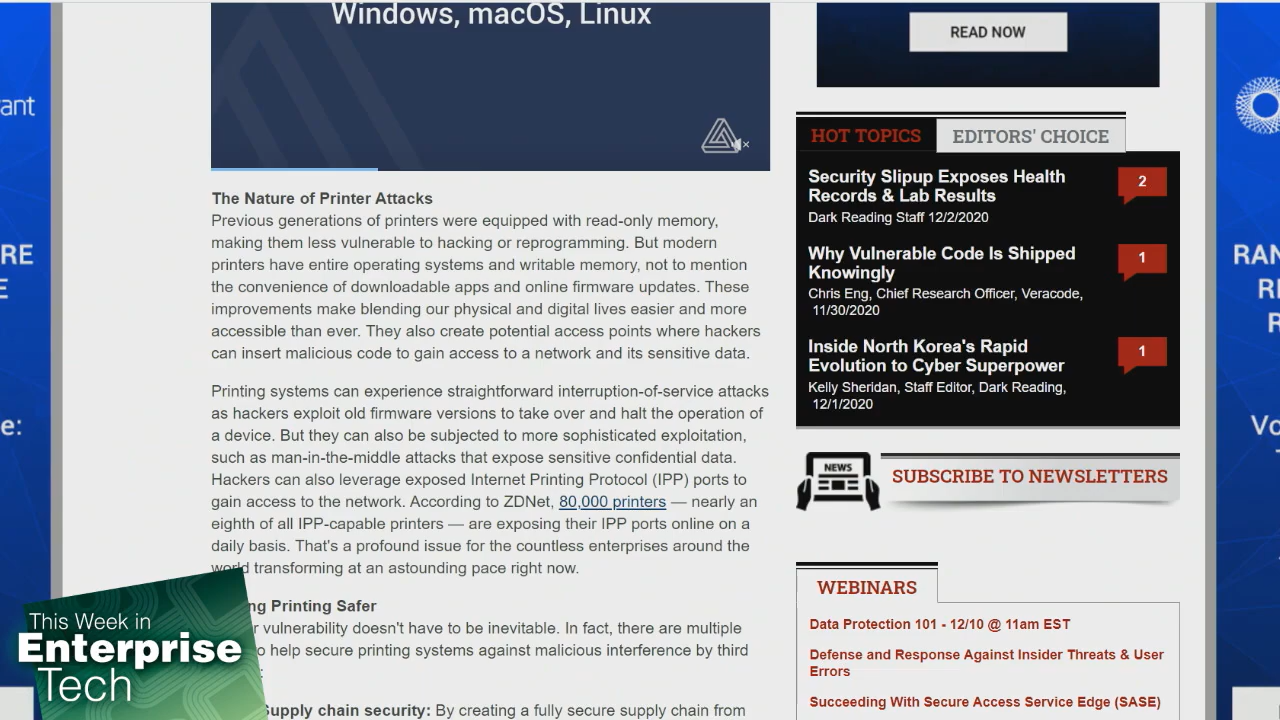 Windows, macOS, Linux
The Nature of Printer Attacks
Previous generations of printers were equipped with read-only memory,
making them less vulnerable to hacking or reprogramming. But modern
printers have entire operating systems and writable memory, not to mention
the convenience of downloadable apps and online firmware updates. These
improvements make blending our physical and digital lives easier and more
accessible than ever. They also create potential access points where hackers
can insert malicious code to gain access to a network and its sensitive data.
Printing systems can experience straightforward interruption-of-service attacks
as hackers exploit old firmware versions to take over and halt the operation of
a device. But they can also be subjected to more sophisticated exploitation,
such as man-in-the-middle attacks that expose sensitive confidential data.
Hackers can also leverage exposed Internet Printing Protocol (IPP) ports to
gain access to the network. According to ZDNet, 80,000 printers — nearly an
eighth of all IPP-capable printers — are exposing their IPP ports online on a
daily basis. That's a profound issue for the countless enterprises around the
world transforming at an astounding pace right now.
ng Printing Safer
r vulnerability doesn't have to be inevitable. In fact, there are multiple
o help secure printing systems against malicious interference by third
:
Supply chain security: By creating a fully secure supply chain from
READ NOW
HOT TOPICS
EDITORS' CHOICE
Security Slipup Exposes Health
Records & Lab Results
Dark Reading Staff 12/2/2020
2
Why Vulnerable Code Is Shipped
Knowingly
Chris Eng, Chief Research Officer, Veracode,
11/30/2020
1
Inside North Korea's Rapid
Evolution to Cyber Superpower
Kelly Sheridan, Staff Editor, Dark Reading,
12/1/2020
1
NEWS
SUBSCRIBE TO NEWSLETTERS
WEBINARS
Data Protection 101 - 12/10 @ 11am EST
Defense and Response Against Insider Threats & User
Errors
Succeeding With Secure Access Service Edge (SASE)
ant
RE
E
e:
RAN
RE
R
Vo
This Week in
Enterprise
Tech